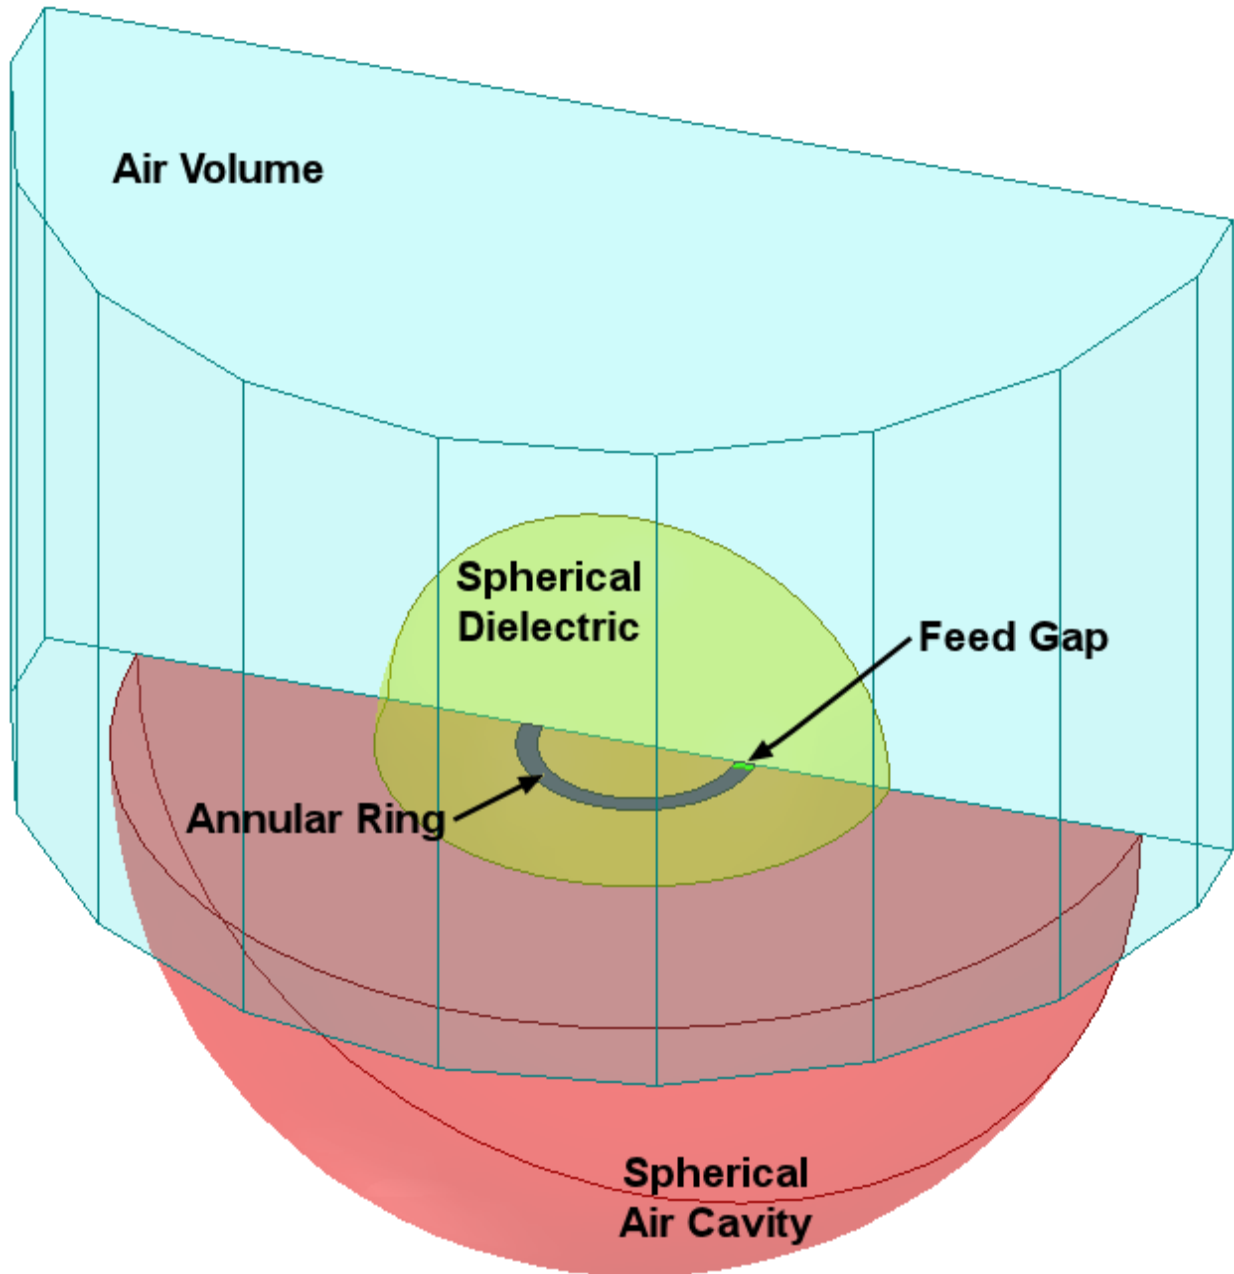 Air Volume
Spherical
Dielectric
Feed Gap
Annular Ring
Spherical
Air Cavity